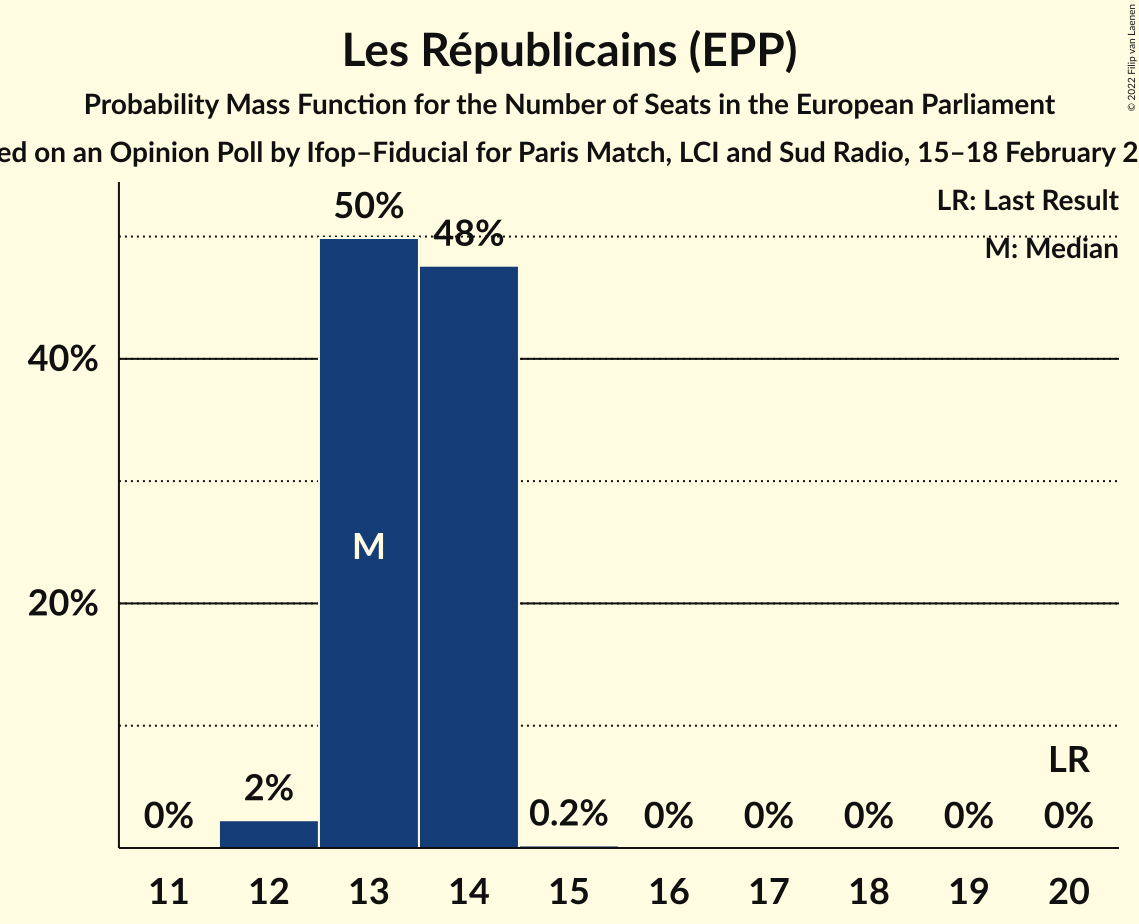 Les Républicains (EPP)
Probability Mass Function for the Number of Seats in the European Parliament
ed on an Opinion Poll by Ifop–Fiducial for Paris Match, LCI and Sud Radio, 15–18 February 2
© 2022 Filip van Laenen
LR: Last Result
M: Median
50%
48%
40%
20%
M
LR
0%
2%
0.2%
0%
0%
0%
0%
0%
11 12 13 14 15 16 17 18 19 20